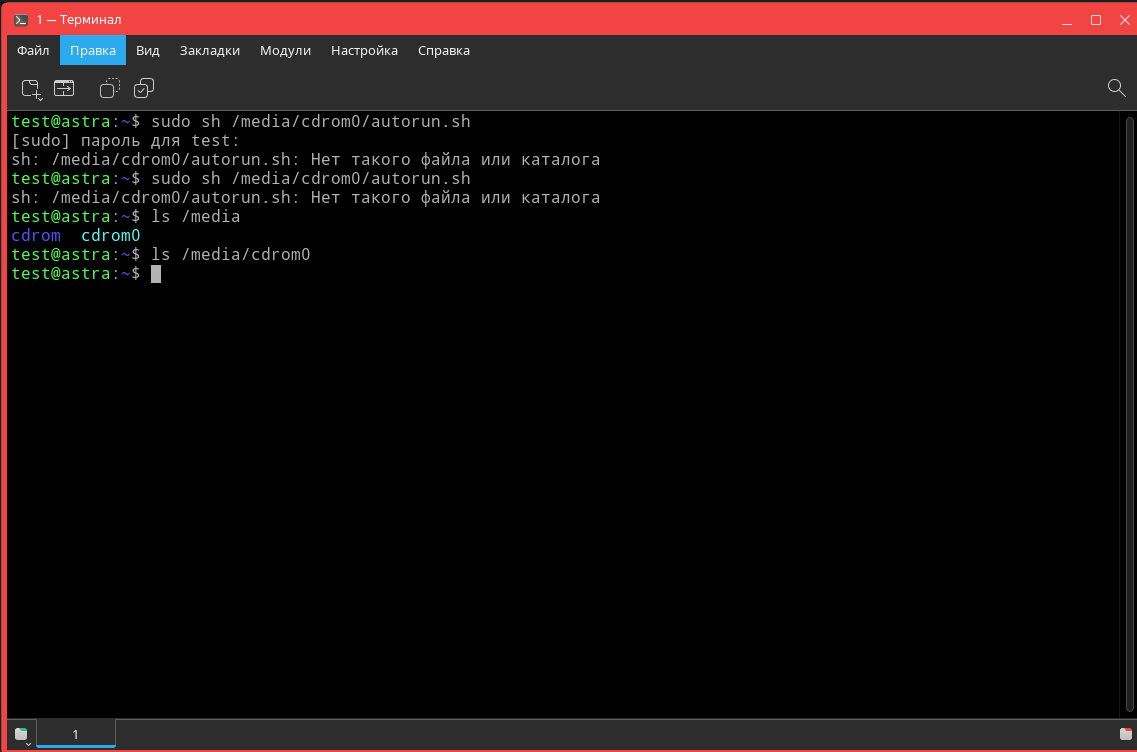 1 — Терминал
Файл Правка Вид Закладки Модули Настройка Справка
test@astra:~$ sudo sh /media/cdrom0/autorun.sh
[sudo] пароль для test:
sh: /media/cdrom0/autorun.sh: Нет такого файла или каталога
test@astra:~$ sudo sh /media/cdrom0/autorun.sh
sh: /media/cdrom0/autorun.sh: Нет такого файла или каталога
test@astra:~$ ls /media
cdrom  cdrom0
test@astra:~$ ls /media/cdrom0
test@astra:~$
1